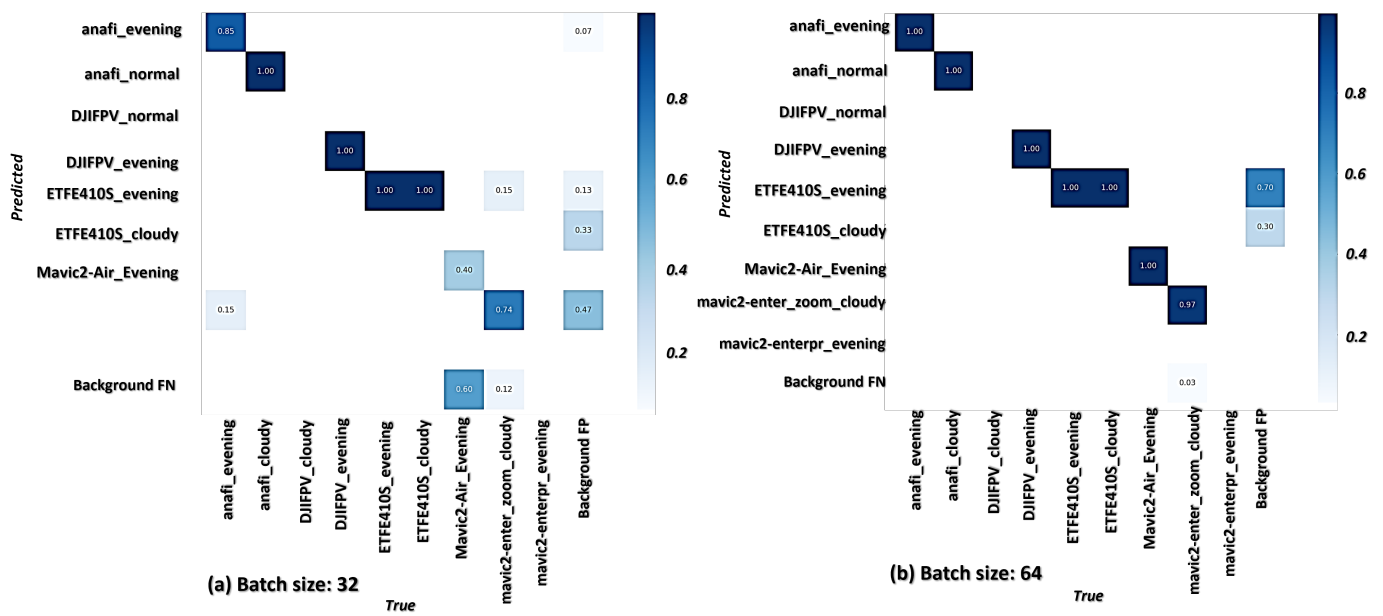 anafi_evening
anafi_normal
DJIFPV_normal
DJIFPV_evening
ETFE410S_evening
ETFE410S_cloudy
Mavic2-Air_Evening
Background FN
Predicted
0.85
0.07
1.00
1.00
1.00
1.00
0.15
0.13
0.33
0.40
0.15
0.74
0.47
0.60
0.12
0.8
0.6
0.4
0.2
anafi_evening
anafi_cloudy
DJIFPV_cloudy
DJIFPV_evening
ETFE410S_evening
ETFE410S_cloudy
Mavic2-Air_Evening
mavic2-enter_zoom_cloudy
mavic2-enterpr_evening
Background FP
(a) Batch size: 32
True
anafi_evening
anafi_normal
DJIFPV_normal
DJIFPV_evening
ETFE410S_evening
ETFE410S_cloudy
Mavic2-Air_Evening
mavic2-enter_zoom_cloudy
mavic2-enterpr_evening
Background FN
Predicted
1.00
1.00
1.00
1.00
1.00
0.70
0.30
1.00
0.97
0.03
0.8
0.6
0.4
0.2
anafi_evening
anafi_cloudy
DJIFPV_cloudy
DJIFPV_evening
ETFE410S_evening
ETFE410S_cloudy
Mavic2-Air_Evening
mavic2-enter_zoom_cloudy
mavic2-enterpr_evening
Background FP
(b) Batch size: 64
True